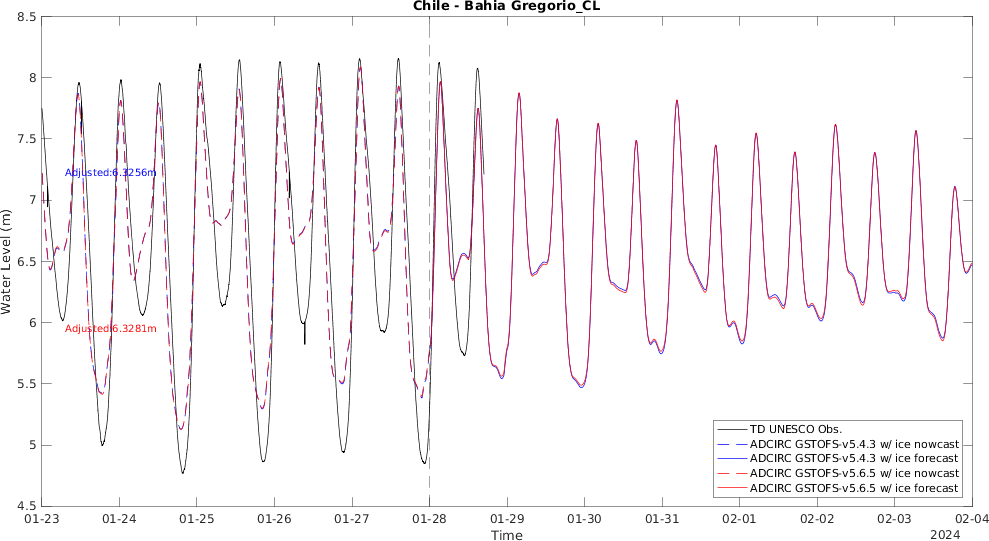 Chile - Bahia Gregorio_CL
8.5
8
7.5
7
6.5
6
5.5
5
4.5
Water Level (m)
Adjusted:6.3256m
Adjusted:6.3281m
TD UNESCO Obs.
ADCIRC GSTOFS-v5.4.3 w/ ice nowcast
ADCIRC GSTOFS-v5.4.3 w/ ice forecast
ADCIRC GSTOFS-v5.6.5 w/ ice nowcast
ADCIRC GSTOFS-v5.6.5 w/ ice forecast
01-23 01-24 01-25 01-26 01-27 01-28 01-29 01-30 01-31 02-01 02-02 02-03 02-04
Time
2024